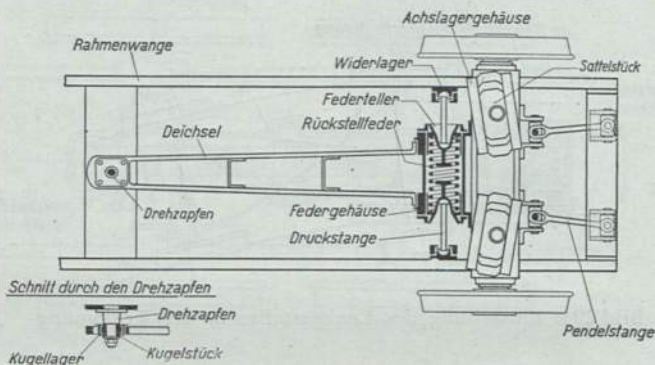 Achslagergehäuse
Rahmenwange
Widerlager
Sattelstück
Federteller
Deichsel
Rückstellfeder
Drehzapfen
Federgehäuse
Druckstange
Schnitt durch den Drehzapfen
Drehzapfen
Pendelstange
Kugellager
Kugelstück